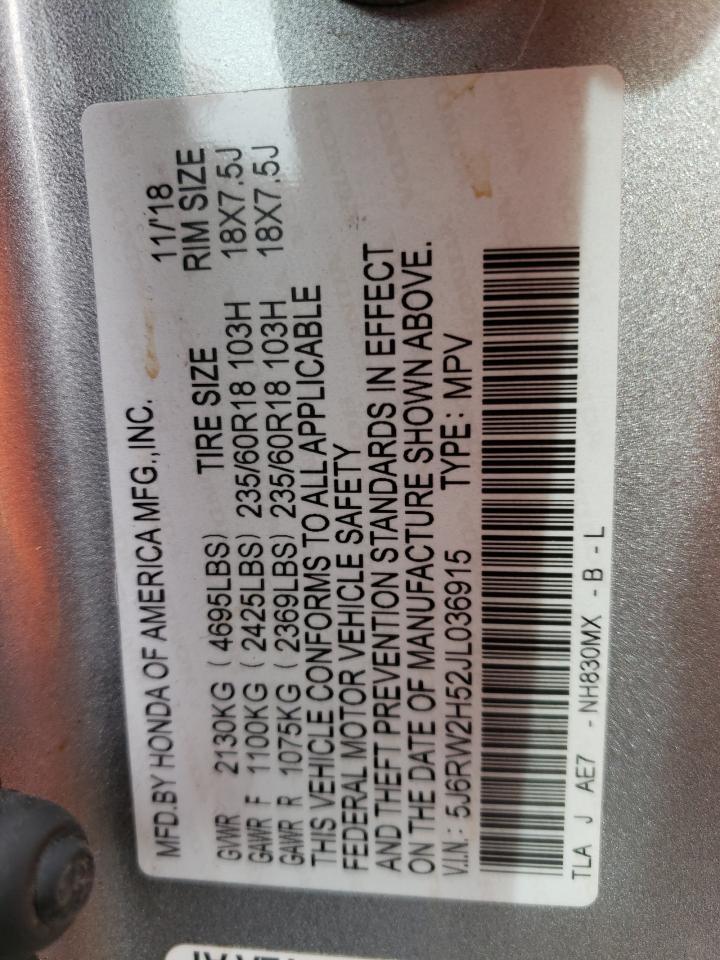 MFD.BY HONDA OF AMERICA MFG.,INC. 11/'18
GVWR 2130KG (4695LBS) TIRE SIZE RIM SIZE
GAWR F 1100KG (2425LBS) 235/60R18 103H 18X7.5J
GAWR R 1075KG (2369LBS) 235/60R18 103H 18X7.5J
THIS VEHICLE CONFORMS TO ALL APPLICABLE
FEDERAL MOTOR VEHICLE SAFETY
AND THEFT PREVENTION STANDARDS IN EFFECT
ON THE DATE OF MANUFACTURE SHOWN ABOVE.
V.I.N.: 5J6RW2H52JL036915 TYPE: MPV
TLA J AE7 -NH830MX -B-L